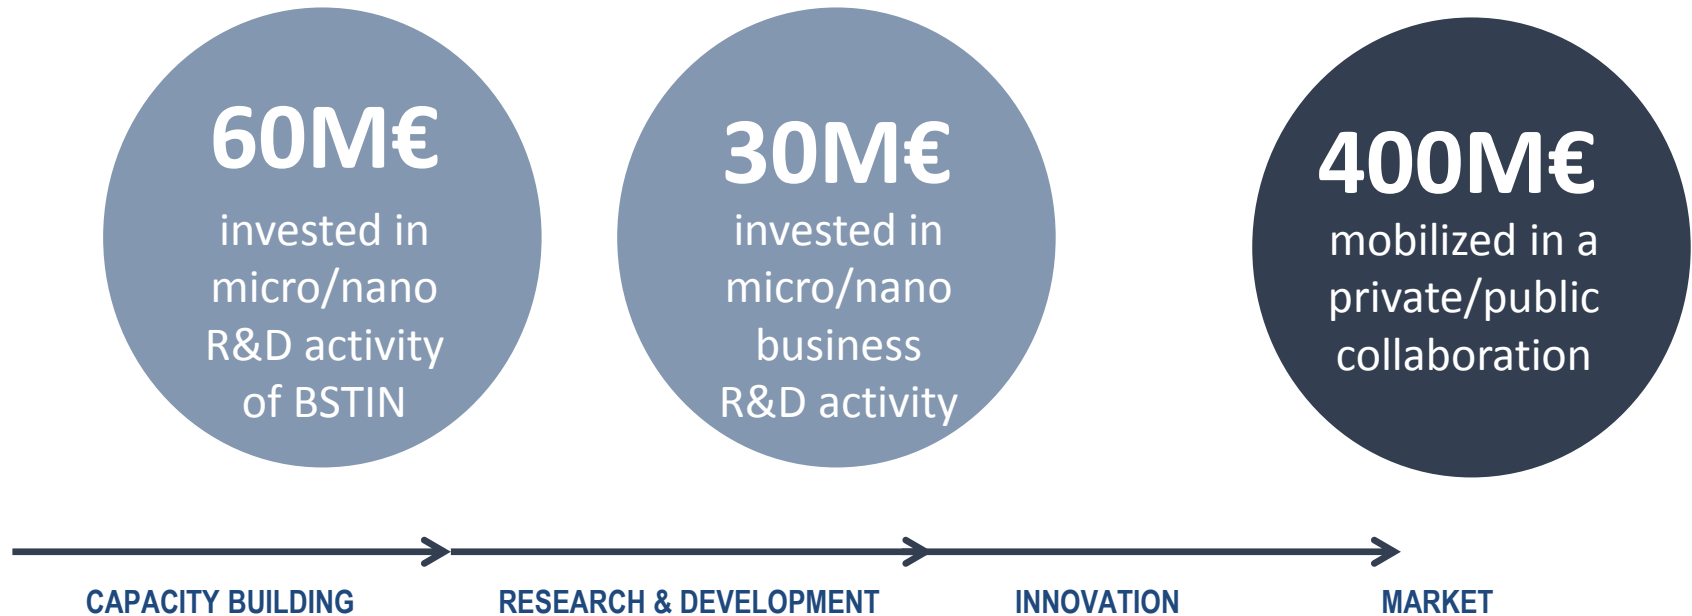 60M€
invested in
micro/nano
R&D activity
of BSTIN
30M€
invested in
micro/nano
business
R&D activity
400M€
mobilized in a
private/public
collaboration
CAPACITY BUILDING
RESEARCH & DEVELOPMENT
INNOVATION
MARKET